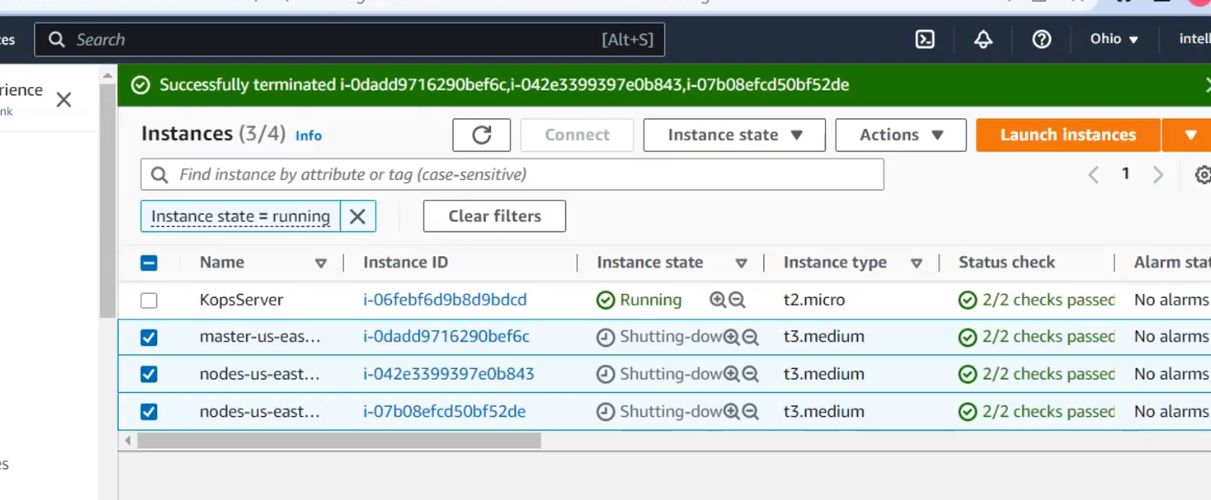 ces Search [Alt+S] Ohio intell
Successfully terminated i-0dadd9716290bef6c,i-042e3399397e0b843,i-07b08efcd50bf52de
rience
nk
Instances (3/4) Info Connect Instance state Actions Launch instances
Find instance by attribute or tag (case-sensitive) 1
Instance state = running Clear filters
Name Instance ID Instance state Instance type Status check Alarm stat
KopsServer i-06febf6d9b8d9bdcd Running t2.micro 2/2 checks passed No alarms
master-us-eas... i-0dadd9716290bef6c Shutting-dow t3.medium 2/2 checks passed No alarms
nodes-us-east... i-042e3399397e0b843 Shutting-dow t3.medium 2/2 checks passed No alarms
nodes-us-east... i-07b08efcd50bf52de Shutting-dow t3.medium 2/2 checks passed No alarms
es